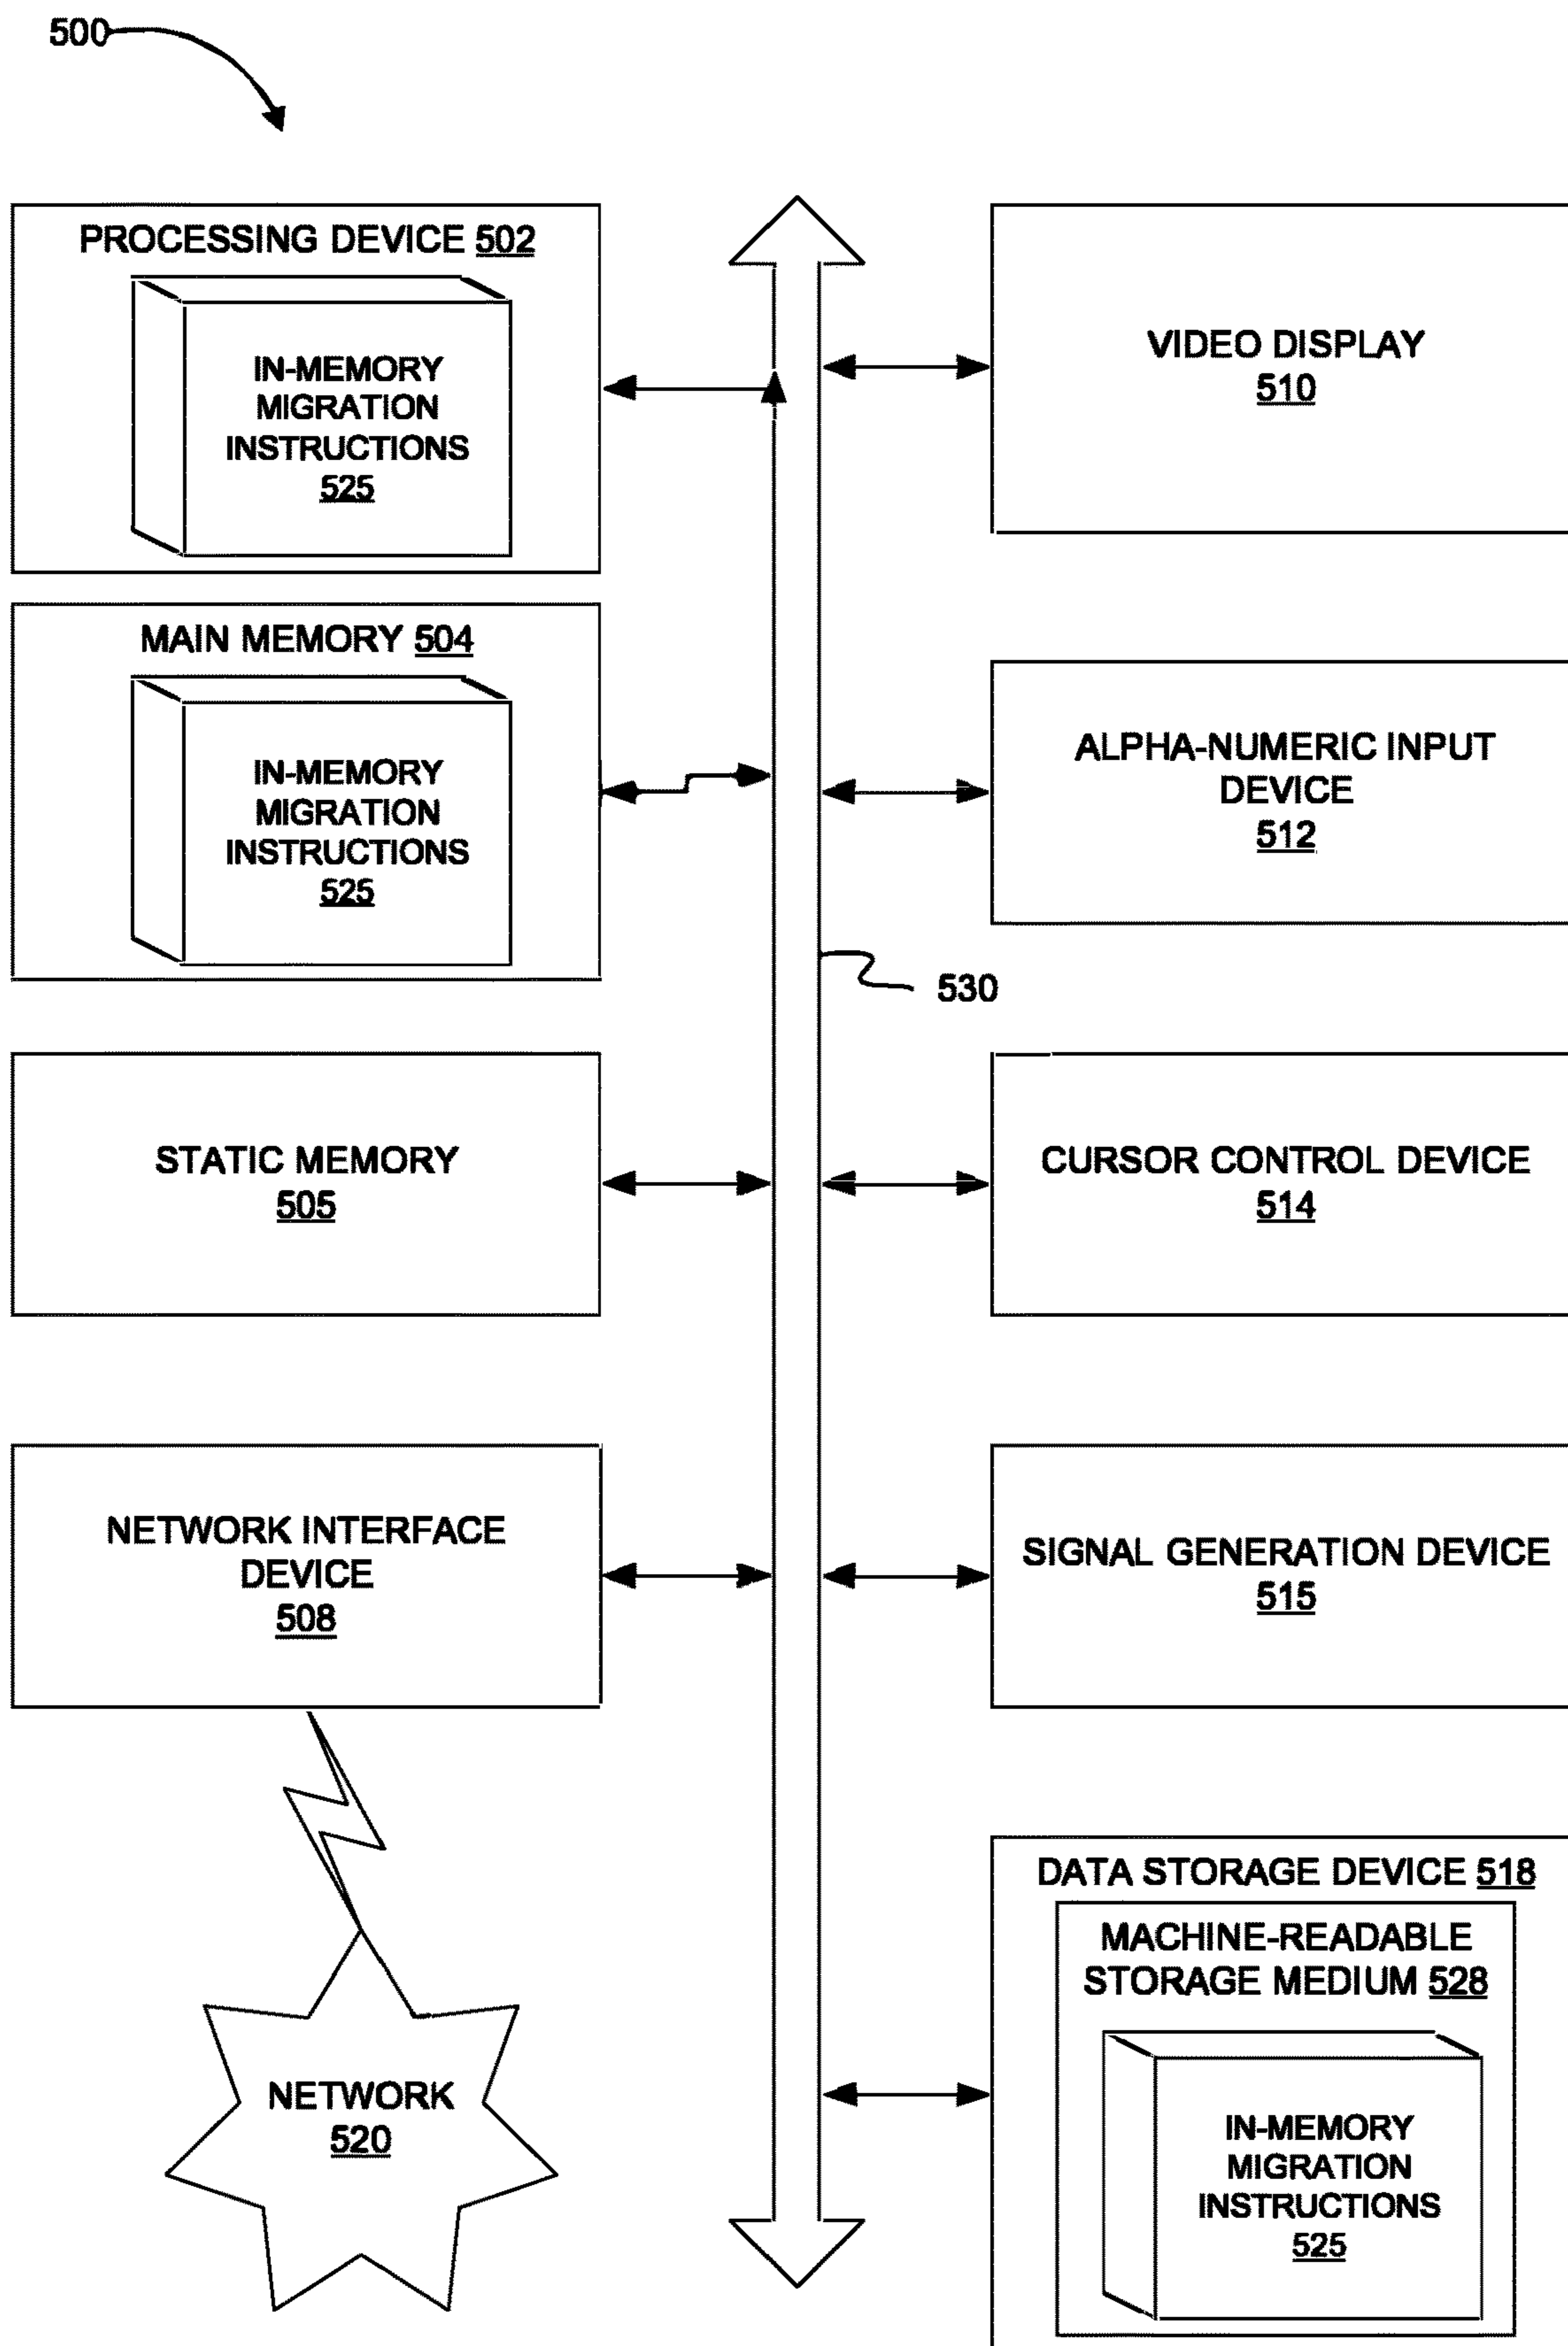 500
PROCESSING DEVICE 502
IN-MEMORY
MIGRATION
INSTRUCTIONS
525
MAIN MEMORY 504
IN-MEMORY
MIGRATION
INSTRUCTIONS
525
STATIC MEMORY
505
NETWORK INTERFACE
DEVICE
508
NETWORK
520
530
VIDEO DISPLAY
510
ALPHA-NUMERIC INPUT
DEVICE
512
CURSOR CONTROL DEVICE
514
SIGNAL GENERATION DEVICE
515
DATA STORAGE DEVICE 518
MACHINE-READABLE
STORAGE MEDIUM 528
IN-MEMORY
MIGRATION
INSTRUCTIONS
525